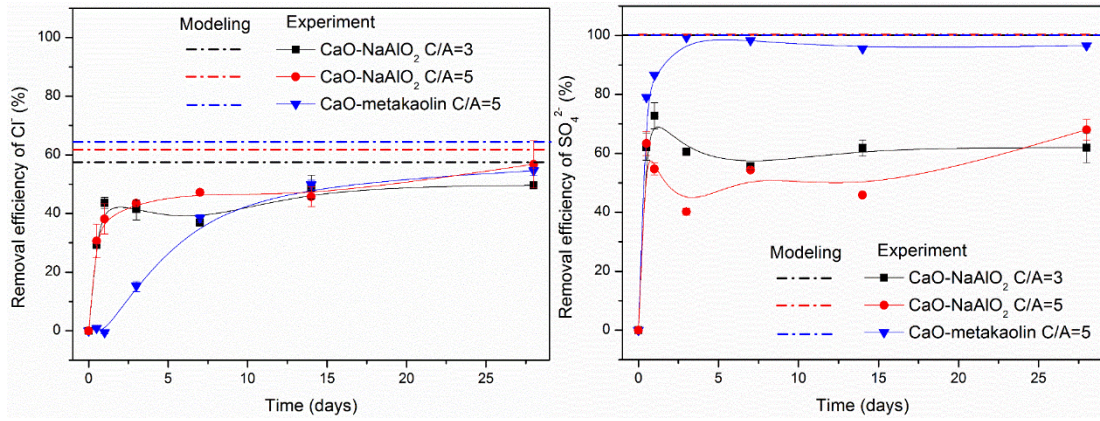 Modeling Experiment
CaO-NaAlO2 C/A=3
CaO-NaAlO2 C/A=5
CaO-metakaolin C/A=5
Removal efficiency of Cl- (%)
100
80
60
40
20
0
0 5 10 15 20 25
Time (days)
Removal efficiency of SO4 2- (%)
100
80
60
40
20
0
Modeling Experiment
CaO-NaAlO2 C/A=3
CaO-NaAlO2 C/A=5
CaO-metakaolin C/A=5
0 5 10 15 20 25
Time (days)